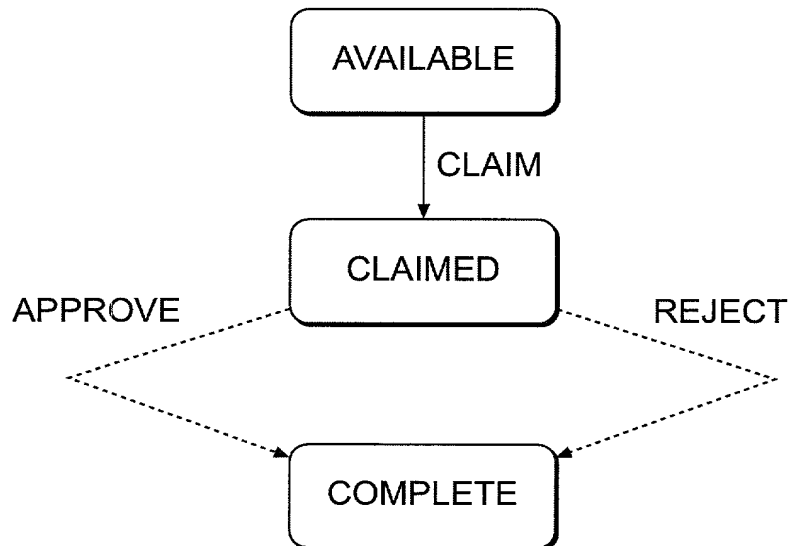 AVAILABLE
CLAIM
CLAIMED
APPROVE
REJECT
COMPLETE